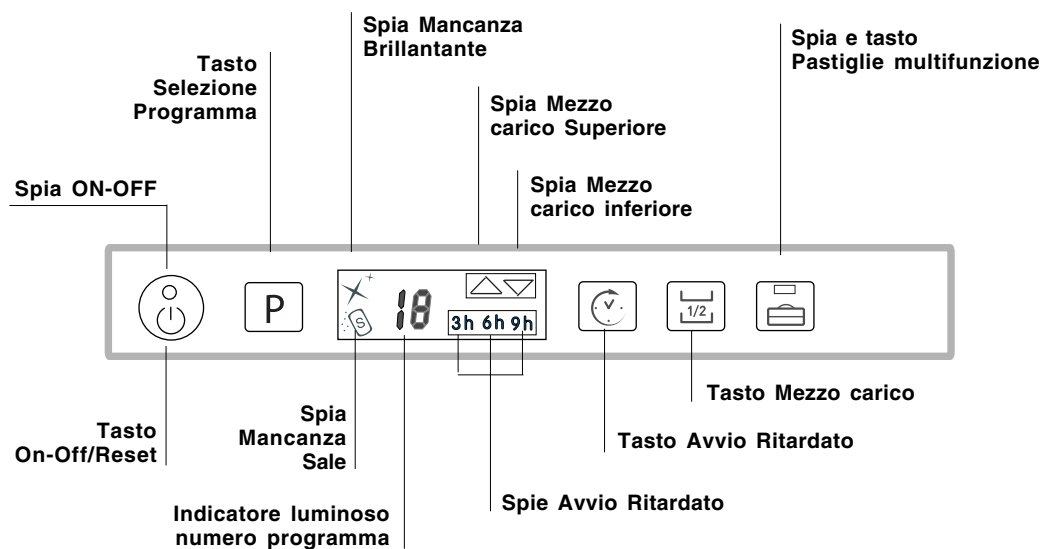 Spia Mancanza
Brillantante
Tasto
Selezione
Programma
Spia e tasto
Pastiglie multifunzione
Spia Mezzo
carico Superiore
Spia Mezzo
carico inferiore
Spia ON-OFF
P
S
18
3h 6h 9h
1/2
Tasto
On-Off/Reset
Spia
Mancanza
Sale
Indicatore luminoso
numero programma
Spie Avvio Ritardato
Tasto Avvio Ritardato
Tasto Mezzo carico